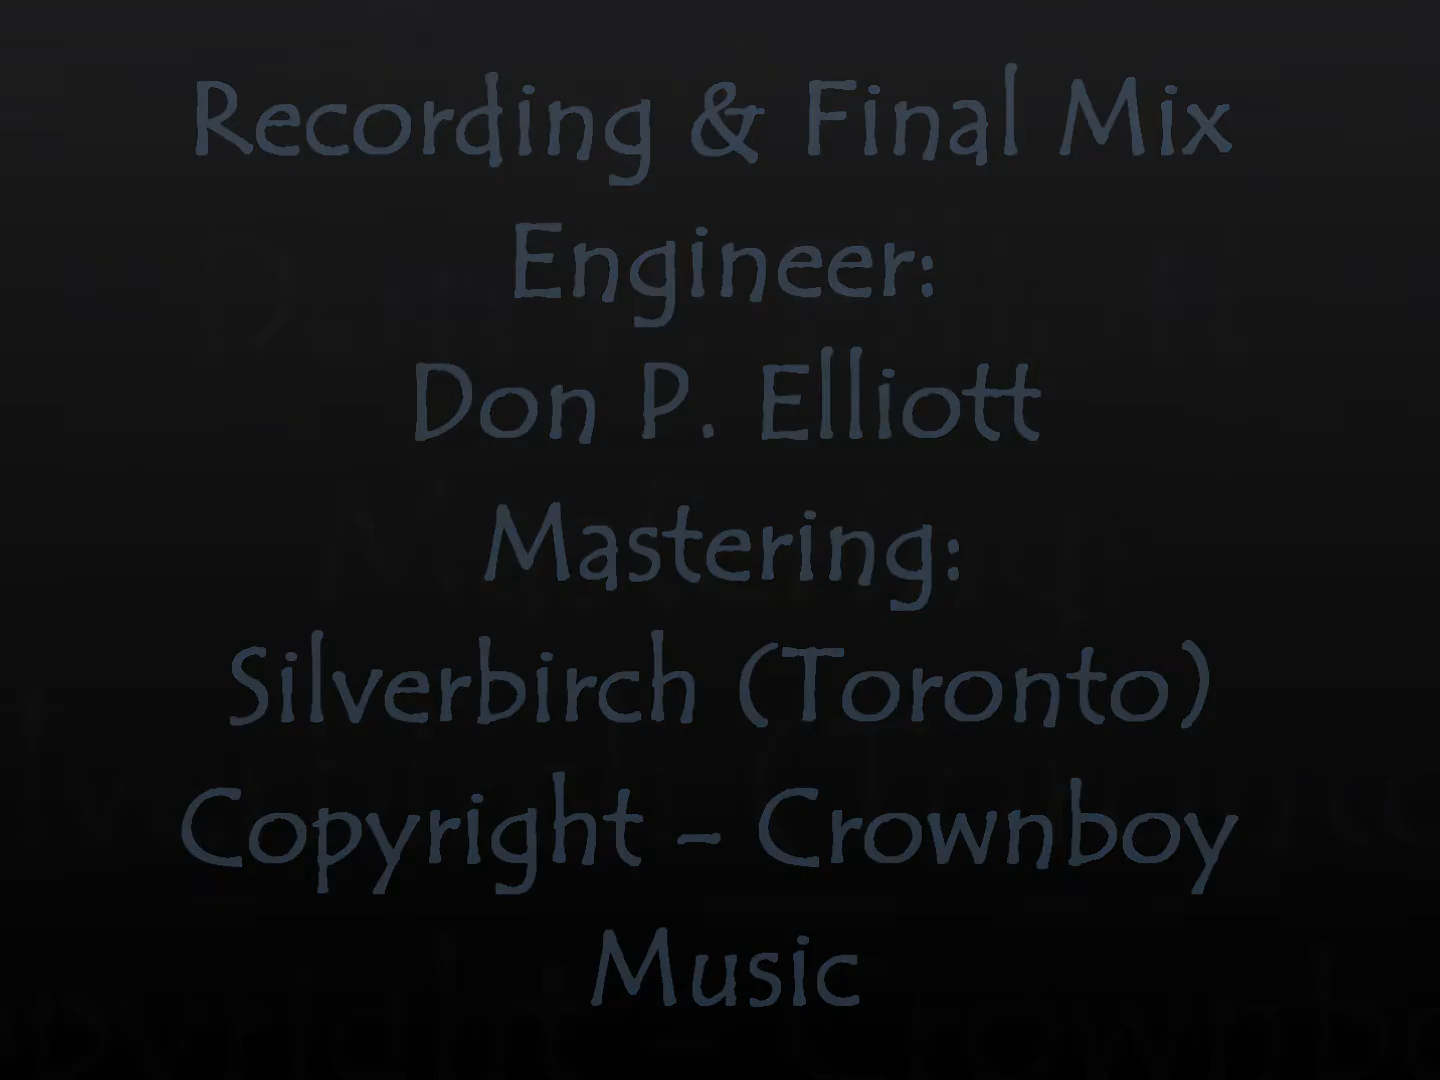 Recording & Final Mix
Engineer:
Don P. Elliott
Mastering:
Silverbirch (Toronto)
Copyright - Crownboy
Music